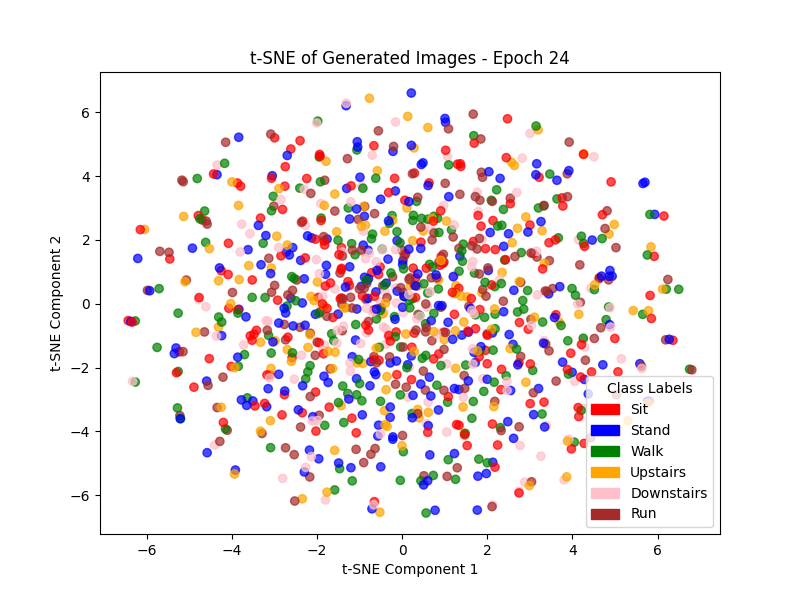 t-SNE of Generated Images - Epoch 24
6
4
2
0
−2
−4
−6
t-SNE Component 2
Class Labels
Sit
Stand
Walk
Upstairs
Downstairs
Run
−6 −4 −2 0 2 4 6
t-SNE Component 1